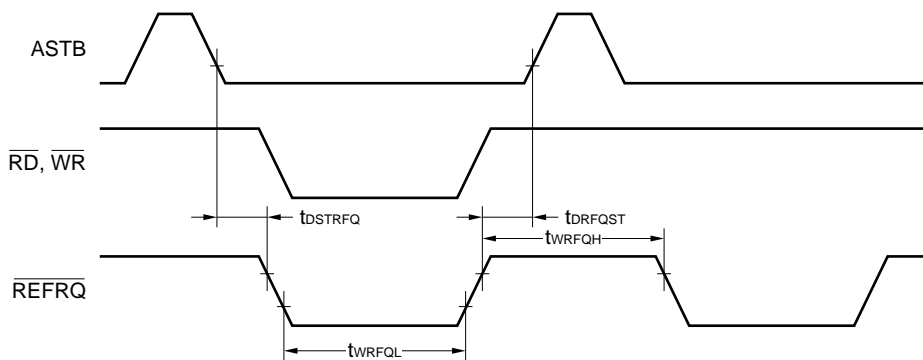 ASTB
RD, WR
tDSTRFQ
tDRFQST
tWRFQH
REFRQ
tWRFQL